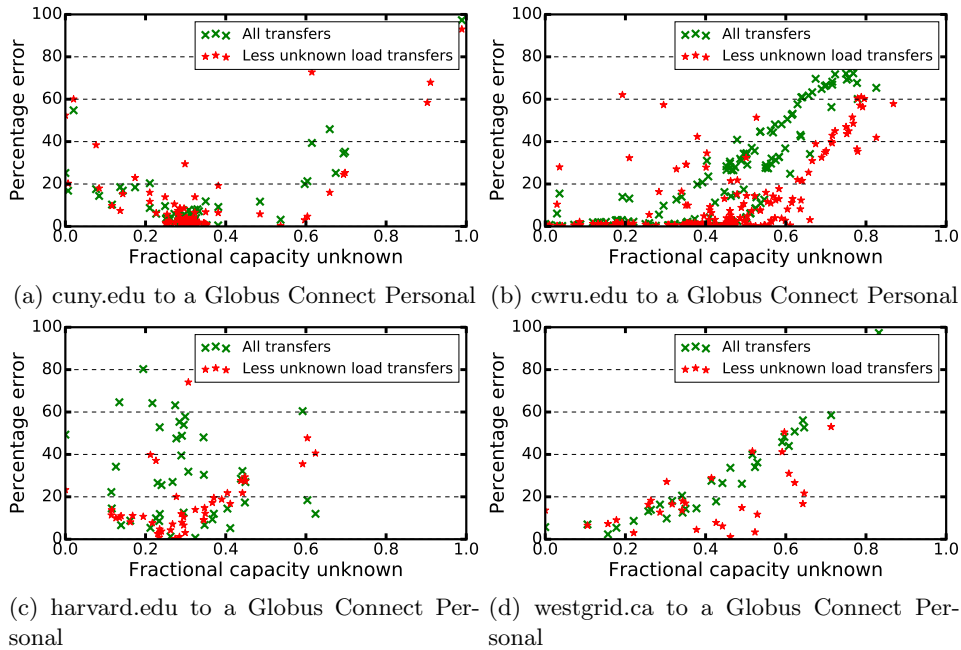 100
80
60
40
20
0
0.0 0.2 0.4 0.6 0.8 1.0
Percentage error
Fractional capacity unknown
All transfers
Less unknown load transfers
(a) cuny.edu to a Globus Connect Personal
100
80
60
40
20
0
0.0 0.2 0.4 0.6 0.8 1.0
Percentage error
Fractional capacity unknown
All transfers
Less unknown load transfers
(b) cwru.edu to a Globus Connect Personal
100
80
60
40
20
0
0.0 0.2 0.4 0.6 0.8 1.0
Percentage error
Fractional capacity unknown
All transfers
Less unknown load transfers
(c) harvard.edu to a Globus Connect Per-
sonal
100
80
60
40
20
0
0.0 0.2 0.4 0.6 0.8 1.0
Percentage error
Fractional capacity unknown
All transfers
Less unknown load transfers
(d) westgrid.ca to a Globus Connect Per-
sonal